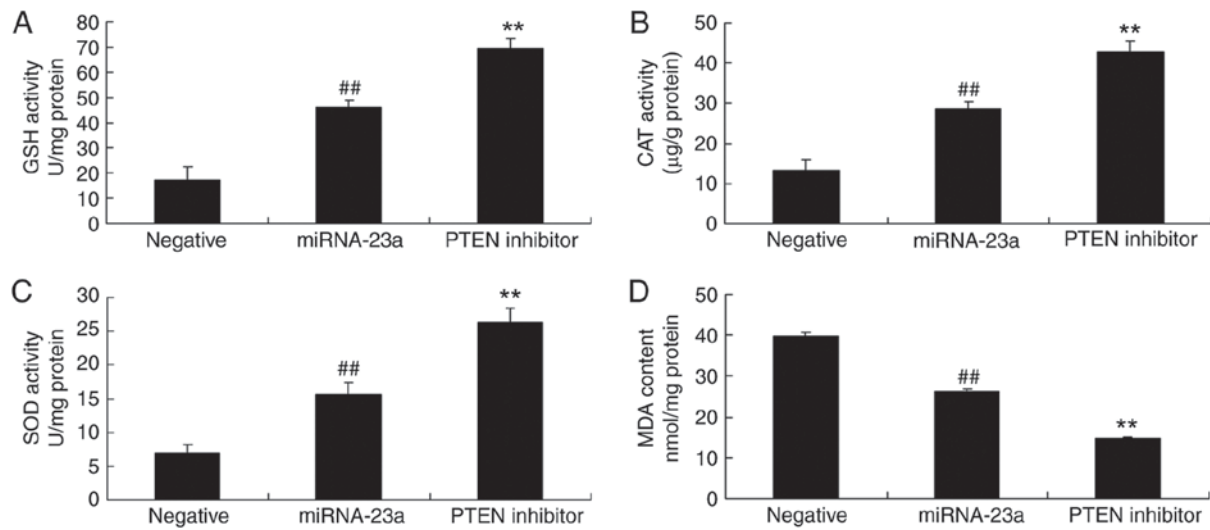 A
GSH activity
U/mg protein
80
70
60
50
40
30
20
10
0
##
**
Negative miRNA-23a PTEN inhibitor
B
CAT activity
(µg/g protein)
50
40
30
20
10
0
##
**
Negative miRNA-23a PTEN inhibitor
C
SOD activity
U/mg protein
30
25
20
15
10
5
0
##
**
Negative miRNA-23a PTEN inhibitor
D
MDA content
nmol/mg protein
50
40
30
20
10
0
##
**
Negative miRNA-23a PTEN inhibitor